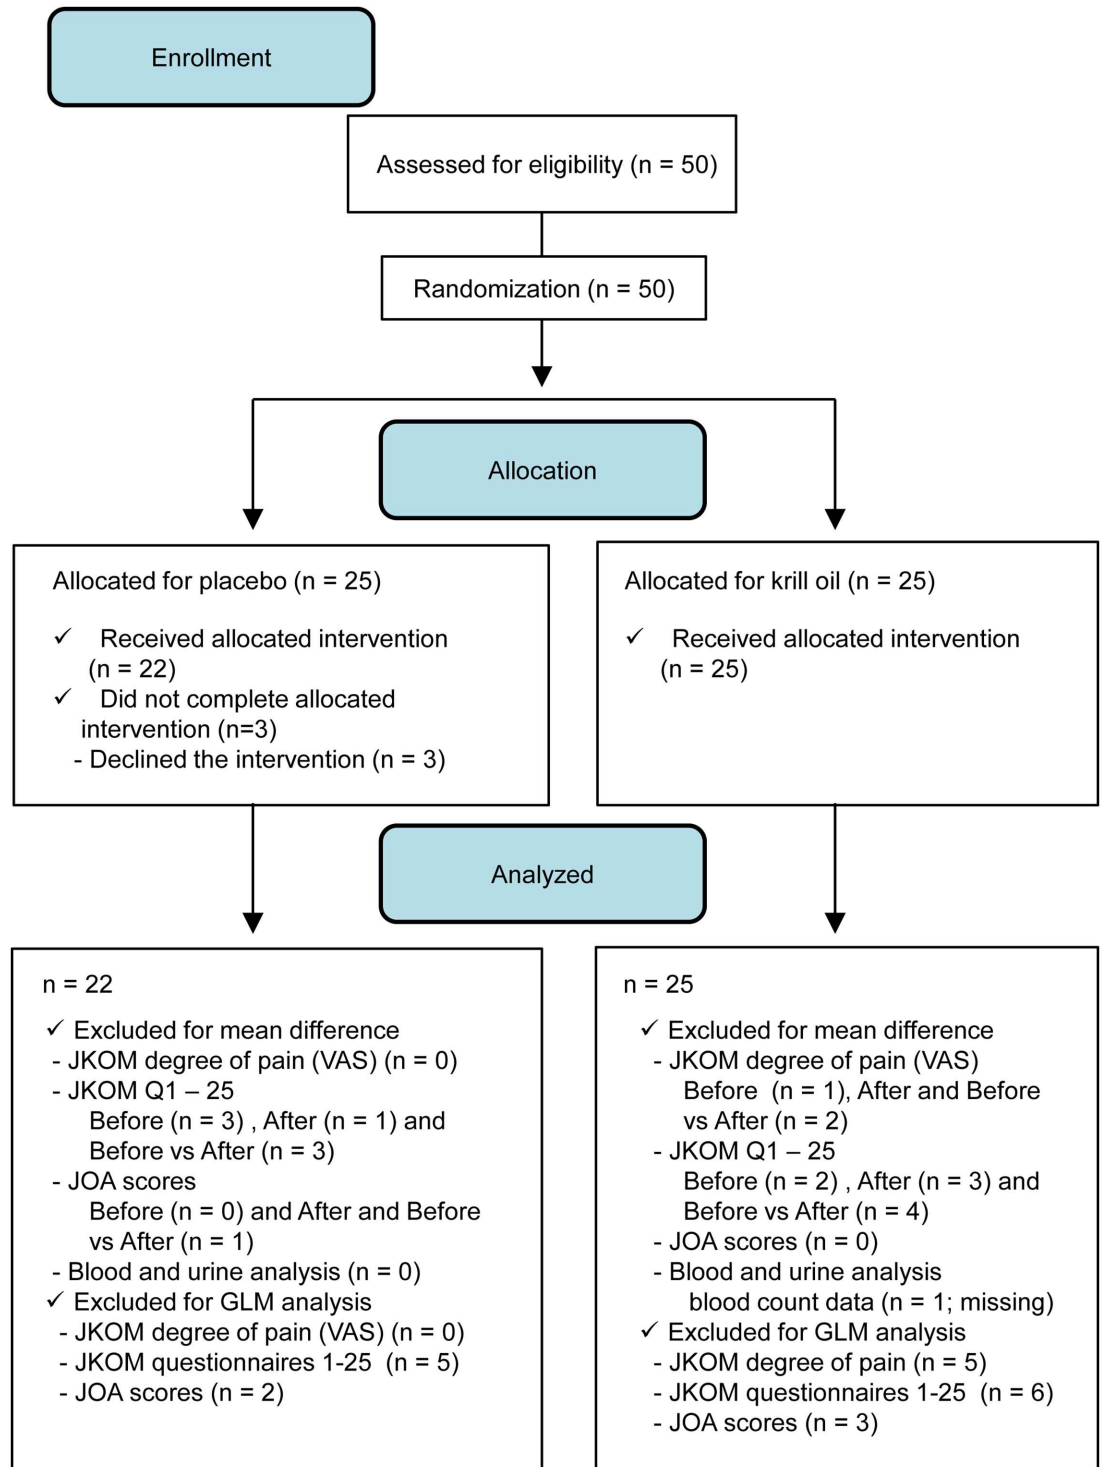 Enrollment
Assessed for eligibility (n = 50)
Randomization (n = 50)
Allocation
Allocated for placebo (n = 25)
✓ Received allocated intervention
(n = 22)
✓ Did not complete allocated
intervention (n=3)
- Declined the intervention (n = 3)
Allocated for krill oil (n = 25)
✓ Received allocated intervention
(n = 25)
Analyzed
n = 22
✓ Excluded for mean difference
- JKOM degree of pain (VAS) (n = 0)
- JKOM Q1 – 25
Before (n = 3) , After (n = 1) and
Before vs After (n = 3)
- JOA scores
Before (n = 0) and After and Before
vs After (n = 1)
- Blood and urine analysis (n = 0)
✓ Excluded for GLM analysis
- JKOM degree of pain (VAS) (n = 0)
- JKOM questionnaires 1-25 (n = 5)
- JOA scores (n = 2)
n = 25
✓ Excluded for mean difference
- JKOM degree of pain (VAS)
Before (n = 1), After and Before
vs After (n = 2)
- JKOM Q1 – 25
Before (n = 2) , After (n = 3) and
Before vs After (n = 4)
- JOA scores (n = 0)
- Blood and urine analysis
blood count data (n = 1; missing)
✓ Excluded for GLM analysis
- JKOM degree of pain (n = 5)
- JKOM questionnaires 1-25 (n = 6)
- JOA scores (n = 3)